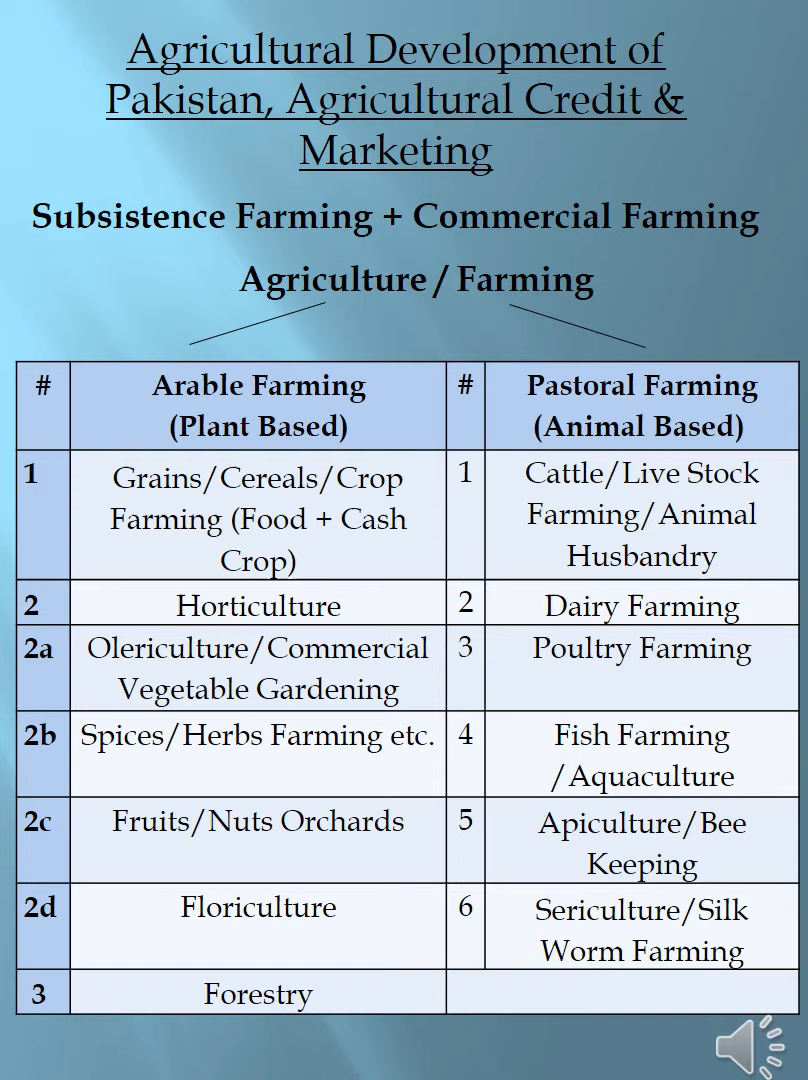 Agricultural Development of
Pakistan, Agricultural Credit &
Marketing
Subsistence Farming + Commercial Farming
Agriculture / Farming
# Arable Farming (Plant Based) # Pastoral Farming (Animal Based)
1 Grains/Cereals/Crop Farming (Food + Cash Crop) 1 Cattle/Live Stock Farming/Animal Husbandry
2 Horticulture 2 Dairy Farming
2a Olericulture/Commercial Vegetable Gardening 3 Poultry Farming
2b Spices/Herbs Farming etc. 4 Fish Farming /Aquaculture
2c Fruits/Nuts Orchards 5 Apiculture/Bee Keeping
2d Floriculture 6 Sericulture/Silk Worm Farming
3 Forestry